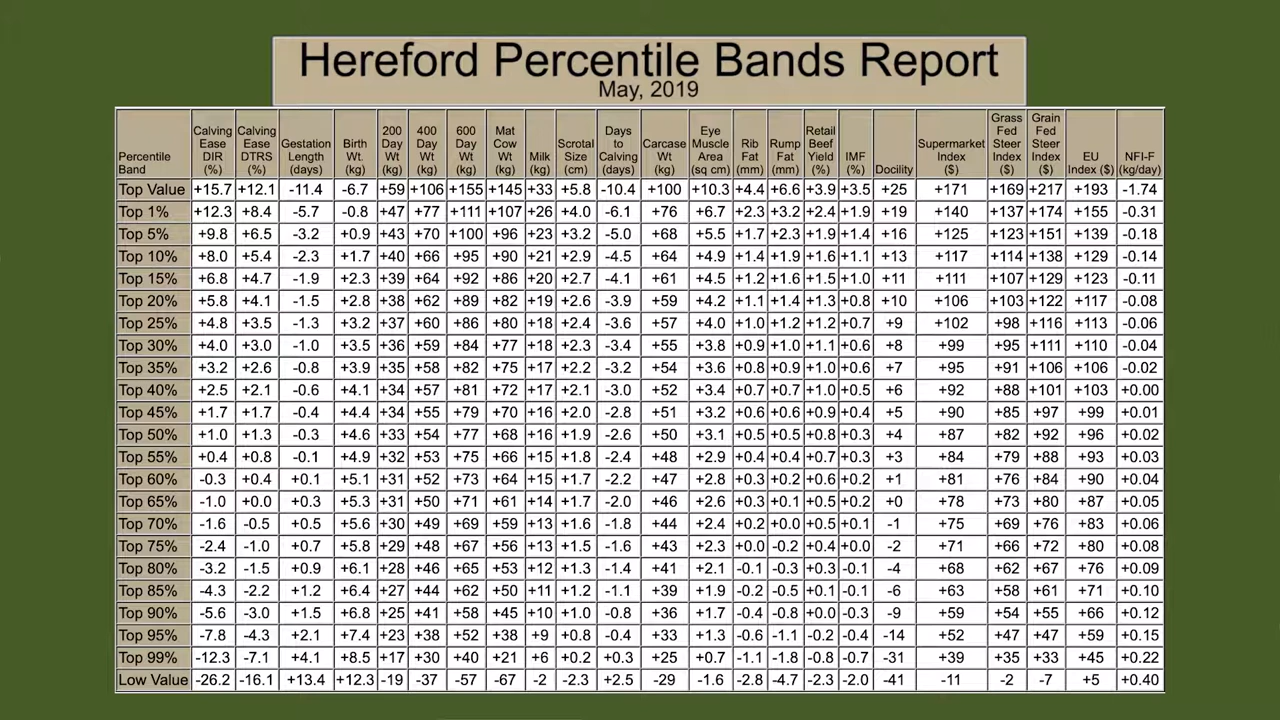 Hereford Percentile Bands Report
May, 2019
Percentile Band Calving Ease DIR (%) Calving Ease DTRS (%) Gestation Length (days) Birth Wt. (kg) 200 Day Wt (kg) 400 Day Wt (kg) 600 Day Wt (kg) Mat Cow Wt (kg) Milk (kg) Scrotal Size (cm) Days to Calving (days) Carcase Wt (kg) Eye Muscle Area (sq cm) Rib Fat (mm) Rump Fat (mm) Retail Beef Yield (%) IMF (%) Docility Supermarket Index ($) Grass Fed Steer Index ($) Grain Fed Steer Index ($) EU Index ($) NFI-F (kg/day)
Top Value +15.7 +12.1 -11.4 -6.7 +59 +106 +155 +145 +33 +5.8 -10.4 +100 +10.3 +4.4 +6.6 +3.9 +3.5 +25 +171 +169 +217 +193 -1.74
Top 1% +12.3 +8.4 -5.7 -0.8 +47 +77 +111 +107 +26 +4.0 -6.1 +76 +6.7 +2.3 +3.2 +2.4 +1.9 +19 +140 +137 +174 +155 -0.31
Top 5% +9.8 +6.5 -3.2 +0.9 +43 +70 +100 +96 +23 +3.2 -5.0 +68 +5.5 +1.7 +2.3 +1.9 +1.4 +16 +125 +123 +151 +139 -0.18
Top 10% +8.0 +5.4 -2.3 +1.7 +40 +66 +95 +90 +21 +2.9 -4.5 +64 +4.9 +1.4 +1.9 +1.6 +1.1 +13 +117 +114 +138 +129 -0.14
Top 15% +6.8 +4.7 -1.9 +2.3 +39 +64 +92 +86 +20 +2.7 -4.1 +61 +4.5 +1.2 +1.6 +1.5 +1.0 +11 +111 +107 +129 +123 -0.11
Top 20% +5.8 +4.1 -1.5 +2.8 +38 +62 +89 +82 +19 +2.6 -3.9 +59 +4.2 +1.1 +1.4 +1.3 +0.8 +10 +106 +103 +122 +117 -0.08
Top 25% +4.8 +3.5 -1.3 +3.2 +37 +60 +86 +80 +18 +2.4 -3.6 +57 +4.0 +1.0 +1.2 +1.2 +0.7 +9 +102 +98 +116 +113 -0.06
Top 30% +4.0 +3.0 -1.0 +3.5 +36 +59 +84 +77 +18 +2.3 -3.4 +55 +3.8 +0.9 +1.0 +1.1 +0.6 +8 +99 +95 +111 +110 -0.04
Top 35% +3.2 +2.6 -0.8 +3.9 +35 +58 +82 +75 +17 +2.2 -3.2 +54 +3.6 +0.8 +0.9 +1.0 +0.6 +7 +95 +91 +106 +106 -0.02
Top 40% +2.5 +2.1 -0.6 +4.1 +34 +57 +81 +72 +17 +2.1 -3.0 +52 +3.4 +0.7 +0.7 +1.0 +0.5 +6 +92 +88 +101 +103 +0.00
Top 45% +1.7 +1.7 -0.4 +4.4 +34 +55 +79 +70 +16 +2.0 -2.8 +51 +3.2 +0.6 +0.6 +0.9 +0.4 +5 +90 +85 +97 +99 +0.01
Top 50% +1.0 +1.3 -0.3 +4.6 +33 +54 +77 +68 +16 +1.9 -2.6 +50 +3.1 +0.5 +0.5 +0.8 +0.3 +4 +87 +82 +92 +96 +0.02
Top 55% +0.4 +0.8 -0.1 +4.9 +32 +53 +75 +66 +15 +1.8 -2.4 +48 +2.9 +0.4 +0.4 +0.7 +0.3 +3 +84 +79 +88 +93 +0.03
Top 60% -0.3 +0.4 +0.1 +5.1 +31 +52 +73 +64 +15 +1.7 -2.2 +47 +2.8 +0.3 +0.2 +0.6 +0.2 +1 +81 +76 +84 +90 +0.04
Top 65% -1.0 +0.0 +0.3 +5.3 +31 +50 +71 +61 +14 +1.7 -2.0 +46 +2.6 +0.3 +0.1 +0.5 +0.2 +0 +78 +73 +80 +87 +0.05
Top 70% -1.6 -0.5 +0.5 +5.6 +30 +49 +69 +59 +13 +1.6 -1.8 +44 +2.4 +0.2 +0.0 +0.5 +0.1 -1 +75 +69 +76 +83 +0.06
Top 75% -2.4 -1.0 +0.7 +5.8 +29 +48 +67 +56 +13 +1.5 -1.6 +43 +2.3 +0.0 -0.2 +0.4 +0.0 -2 +71 +66 +72 +80 +0.08
Top 80% -3.2 -1.5 +0.9 +6.1 +28 +46 +65 +53 +12 +1.3 -1.4 +41 +2.1 -0.1 -0.3 +0.3 -0.1 -4 +68 +62 +67 +76 +0.09
Top 85% -4.3 -2.2 +1.2 +6.4 +27 +44 +62 +50 +11 +1.2 -1.1 +39 +1.9 -0.2 -0.5 +0.1 -0.1 -6 +63 +58 +61 +71 +0.10
Top 90% -5.6 -3.0 +1.5 +6.8 +25 +41 +58 +45 +10 +1.0 -0.8 +36 +1.7 -0.4 -0.8 +0.0 -0.3 -9 +59 +54 +55 +66 +0.12
Top 95% -7.8 -4.3 +2.1 +7.4 +23 +38 +52 +38 +9 +0.8 -0.4 +33 +1.3 -0.6 -1.1 -0.2 -0.4 -14 +52 +47 +47 +59 +0.15
Top 99% -12.3 -7.1 +4.1 +8.5 +17 +30 +40 +21 +6 +0.2 +0.3 +25 +0.7 -1.1 -1.8 -0.8 -0.7 -31 +39 +35 +33 +45 +0.22
Low Value -26.2 -16.1 +13.4 +12.3 -19 -37 -57 -67 -2 -2.3 +2.5 -29 -1.6 -2.8 -4.7 -2.3 -2.0 -41 -11 -2 -7 +5 +0.40